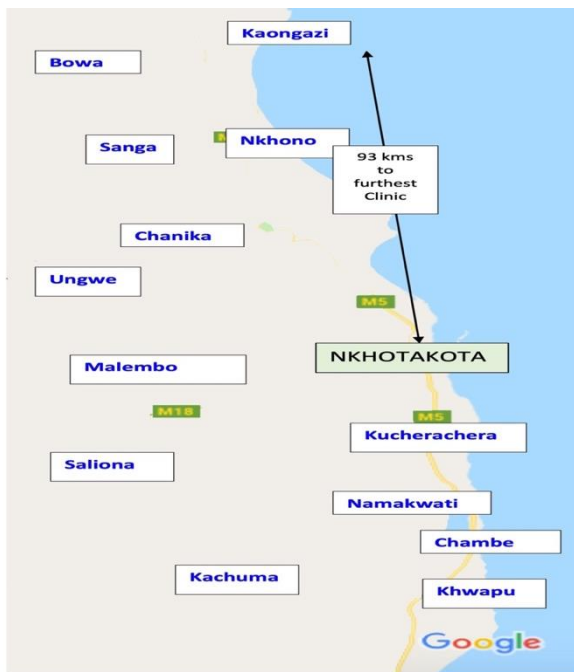 Kaongazi
Bowa
Nkhono
Sanga
93 kms
to
furthest
Clinic
Chanika
Ungwe
M5
NKHOTAKOTA
Malembo
M18
M5
Kucherachera
Saliona
Namakwati
Chambe
Kachuma
Khwapu
Google